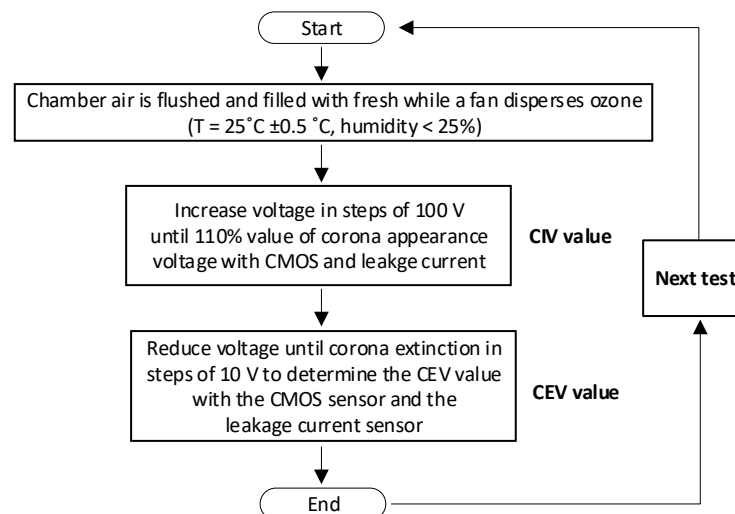 Start
Chamber air is flushed and filled with fresh while a fan disperses ozone
(T = 25˚C ±0.5 ˚C, humidity < 25%)
Increase voltage in steps of 100 V
until 110% value of corona appearance
voltage with CMOS and leakge current
CIV value
Next test
Reduce voltage until corona extinction in
steps of 10 V to determine the CEV value
with the CMOS sensor and the
leakage current sensor
CEV value
End